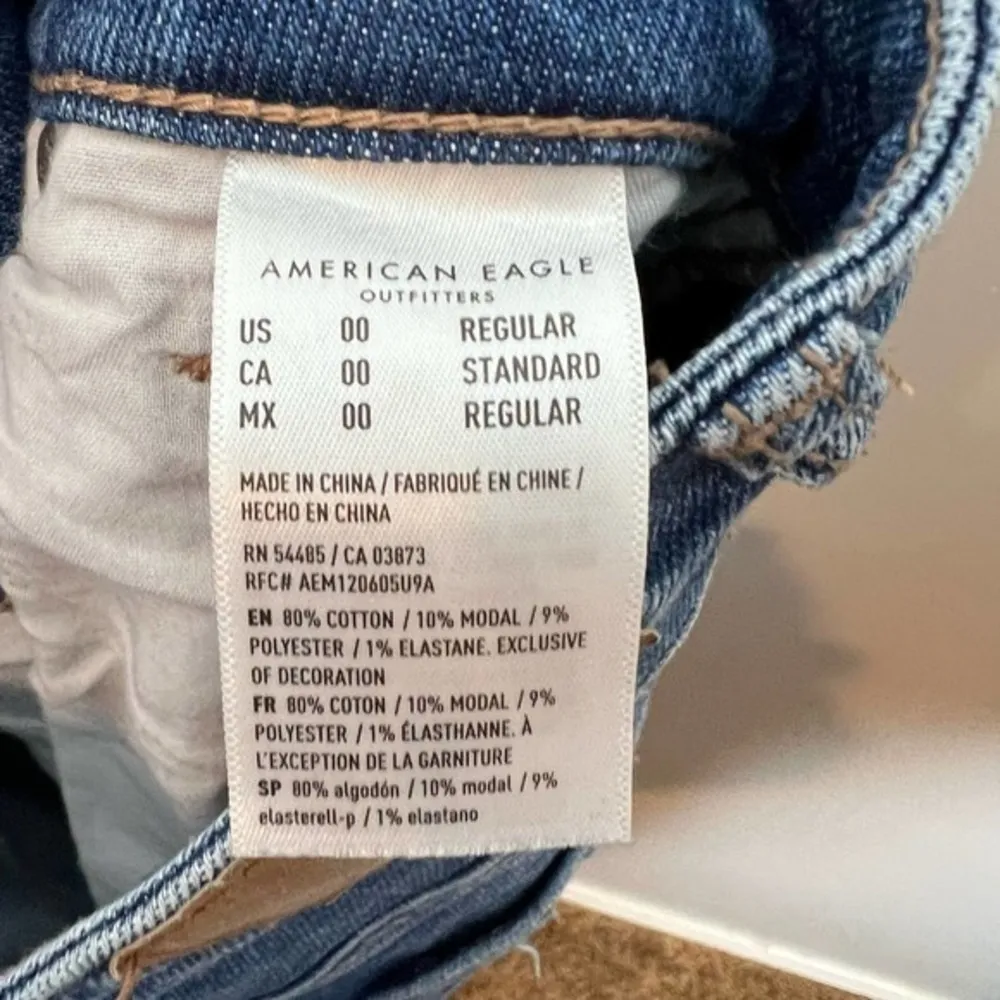 AMERICAN EAGLE
OUTFITTERS
US 00 REGULAR
CA 00 STANDARD
MX 00 REGULAR
MADE IN CHINA / FABRIQUÉ EN CHINE /
HECHO EN CHINA
RN 54485 / CA 03873
RFC# AEM120605U9A
EN 80% COTTON / 10% MODAL / 9%
POLYESTER / 1% ELASTANE. EXCLUSIVE
OF DECORATION
FR 80% COTON / 10% MODAL / 9%
POLYESTER / 1% ÉLASTHANNE. À
L'EXCEPTION DE LA GARNITURE
SP 80% algodón / 10% modal / 9%
elasterell-p / 1% elastano